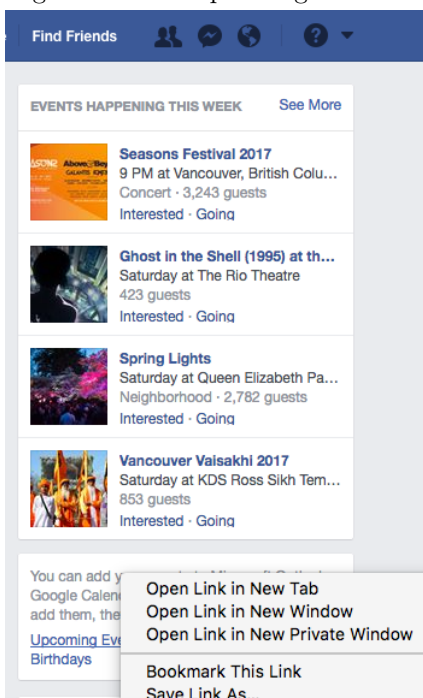 Find Friends
EVENTS HAPPENING THIS WEEK See More
Seasons Festival 2017
9 PM at Vancouver, British Colu...
Concert · 3,243 guests
Interested · Going
Ghost in the Shell (1995) at th...
Saturday at The Rio Theatre
423 guests
Interested · Going
Spring Lights
Saturday at Queen Elizabeth Pa...
Neighborhood · 2,782 guests
Interested · Going
Vancouver Vaisakhi 2017
Saturday at KDS Ross Sikh Tem...
853 guests
Interested · Going
You can add
Google
add them, the
Upcoming
Birthdays
Open Link in New Tab
Open Link in New Window
Open Link in New Private Window
Bookmark This Link
Save Link As...